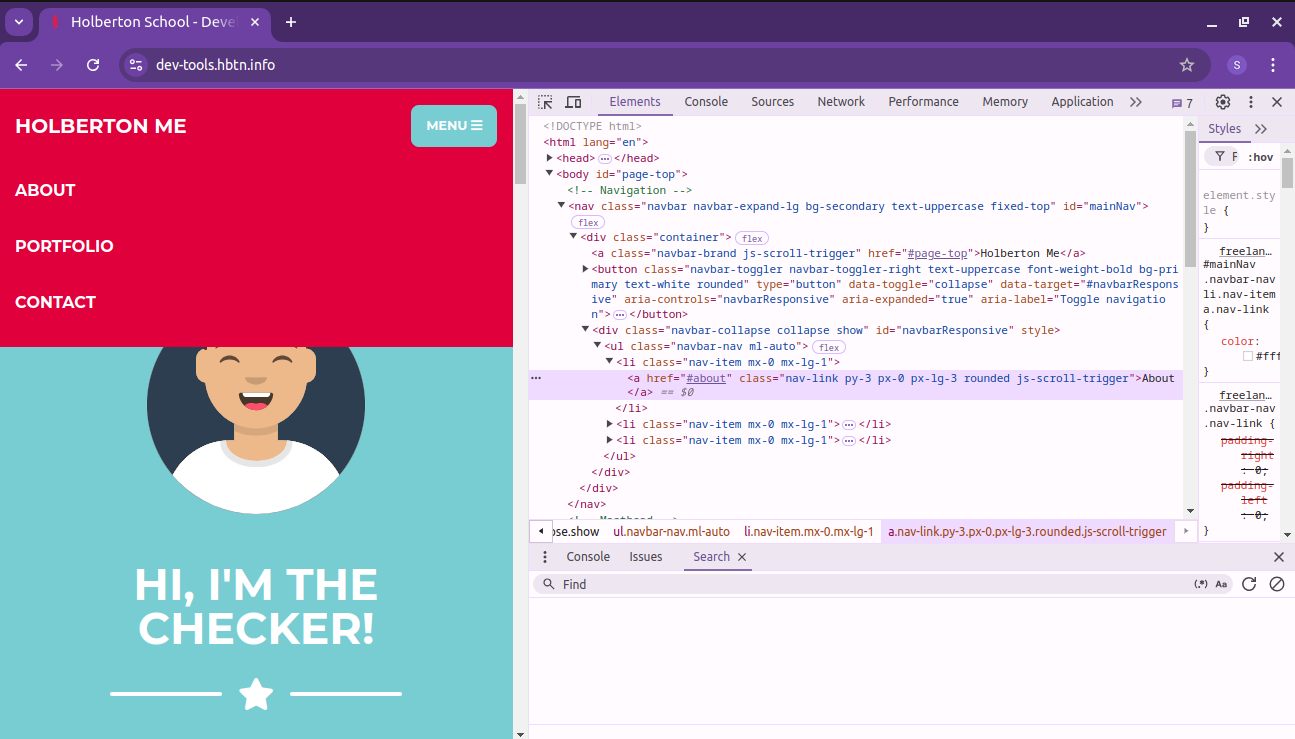 Holberton School - Deve
dev-tools.hbtn.info
S
HOLBERTON ME
MENU
ABOUT
PORTFOLIO
CONTACT
HI, I'M THE
CHECKER!
Elements Console Sources Network Performance Memory Application 7
<!DOCTYPE html>
<html lang="en">
<head> … </head>
<body id="page-top">
<!-- Navigation -->
<nav class="navbar navbar-expand-lg bg-secondary text-uppercase fixed-top" id="mainNav">
flex
<div class="container"> flex
<a class="navbar-brand js-scroll-trigger" href="#page-top">Holberton Me</a>
<button class="navbar-toggler navbar-toggler-right text-uppercase font-weight-bold bg-pri
mary text-white rounded" type="button" data-toggle="collapse" data-target="#navbarRespons
ive" aria-controls="navbarResponsive" aria-expanded="true" aria-label="Toggle navigatio
n"> … </button>
<div class="navbar-collapse collapse show" id="navbarResponsive" style>
<ul class="navbar-nav ml-auto"> flex
<li class="nav-item mx-0 mx-lg-1">
… <a href="#about" class="nav-link py-3 px-0 px-lg-3 rounded js-scroll-trigger">About
</a> == $0
</li>
<li class="nav-item mx-0 mx-lg-1"> … </li>
<li class="nav-item mx-0 mx-lg-1"> … </li>
</ul>
</div>
</div>
</nav>
ose.show ul.navbar-nav.ml-auto li.nav-item.mx-0.mx-lg-1 a.nav-link.py-3.px-0.px-lg-3.rounded.js-scroll-trigger
Styles
F :hov
element.sty
le {
}
freelan…
#mainNav
.navbar-nav
li.nav-item
a.nav-link
{
color:
#fff
}
freelan…
.navbar-nav
.nav-link {
padding-
right
: 0;
padding-
left
: 0;
}
Console Issues Search
Find (.*) Aa